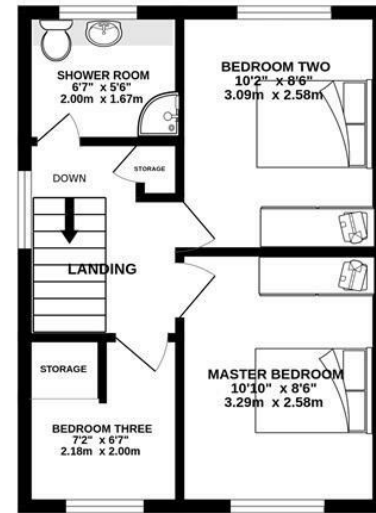 SHOWER ROOM
6'7" x 5'6"
2.00m x 1.67m
BEDROOM TWO
10'2" x 8'6"
3.09m x 2.58m
STORAGE
DOWN
LANDING
STORAGE
MASTER BEDROOM
10'10" x 8'6"
3.29m x 2.58m
BEDROOM THREE
7'2" x 6'7"
2.18m x 2.00m